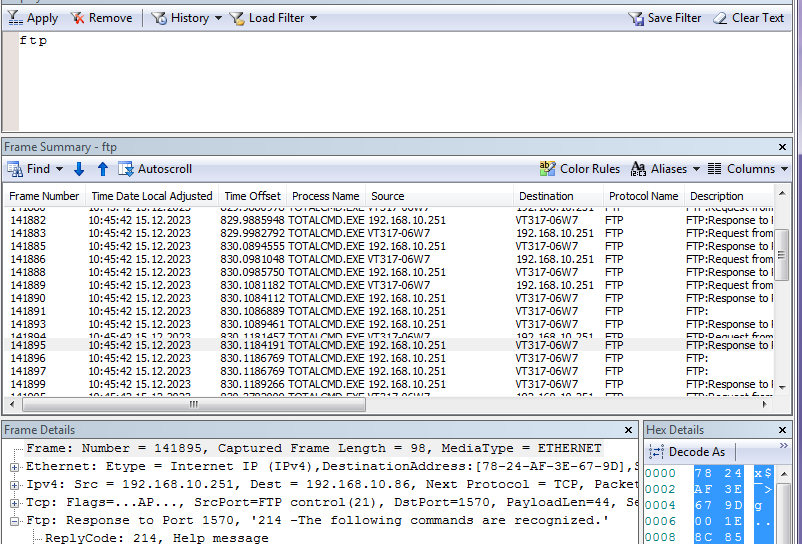 Apply Remove History Load Filter Save Filter Clear Text
ftp
Frame Summary - ftp
Find Autoscroll Color Rules Aliases Columns
Frame Number Time Date Local Adjusted Time Offset Process Name Source Destination Protocol Name Description
141882 10:45:42 15.12.2023 829.9885948 TOTALCMD.EXE 192.168.10.251 VT317-06W7 FTP FTP:Response to
141883 10:45:42 15.12.2023 829.9982792 TOTALCMD.EXE VT317-06W7 192.168.10.251 FTP FTP:Request from
141885 10:45:42 15.12.2023 830.0894555 TOTALCMD.EXE 192.168.10.251 VT317-06W7 FTP FTP:Response to
141886 10:45:42 15.12.2023 830.0981048 TOTALCMD.EXE VT317-06W7 192.168.10.251 FTP FTP:Request from
141888 10:45:42 15.12.2023 830.0985750 TOTALCMD.EXE 192.168.10.251 VT317-06W7 FTP FTP:Response to
141889 10:45:42 15.12.2023 830.1081182 TOTALCMD.EXE VT317-06W7 192.168.10.251 FTP FTP:Request from
141890 10:45:42 15.12.2023 830.1084112 TOTALCMD.EXE 192.168.10.251 VT317-06W7 FTP FTP:Response to
141891 10:45:42 15.12.2023 830.1086889 TOTALCMD.EXE 192.168.10.251 VT317-06W7 FTP FTP:
141893 10:45:42 15.12.2023 830.1089461 TOTALCMD.EXE 192.168.10.251 VT317-06W7 FTP FTP:Response to
141894 10:45:42 15.12.2023 830.1181457 TOTALCMD.EXE VT317-06W7 192.168.10.251 FTP FTP:Request from
141895 10:45:42 15.12.2023 830.1184191 TOTALCMD.EXE 192.168.10.251 VT317-06W7 FTP FTP:Response to
141896 10:45:42 15.12.2023 830.1186769 TOTALCMD.EXE 192.168.10.251 VT317-06W7 FTP FTP:
141897 10:45:42 15.12.2023 830.1186769 TOTALCMD.EXE 192.168.10.251 VT317-06W7 FTP FTP:
141899 10:45:42 15.12.2023 830.1189266 TOTALCMD.EXE 192.168.10.251 VT317-06W7 FTP FTP:Response to
Frame Details
Frame: Number = 141895, Captured Frame Length = 98, MediaType = ETHERNET
Ethernet: Etype = Internet IP (IPv4),DestinationAddress:[78-24-AF-3E-67-9D],S
Ipv4: Src = 192.168.10.251, Dest = 192.168.10.86, Next Protocol = TCP, Packet
Tcp: Flags=...AP..., SrcPort=FTP control(21), DstPort=1570, PayloadLen=44, Se
Ftp: Response to Port 1570, '214 -The following commands are recognized.'
ReplyCode: 214, Help message
Hex Details
Decode As
0000 78 24 x$
0002 AF 3E ¯>
0004 67 9D g
0006 00 1E ..
0008 8C 85